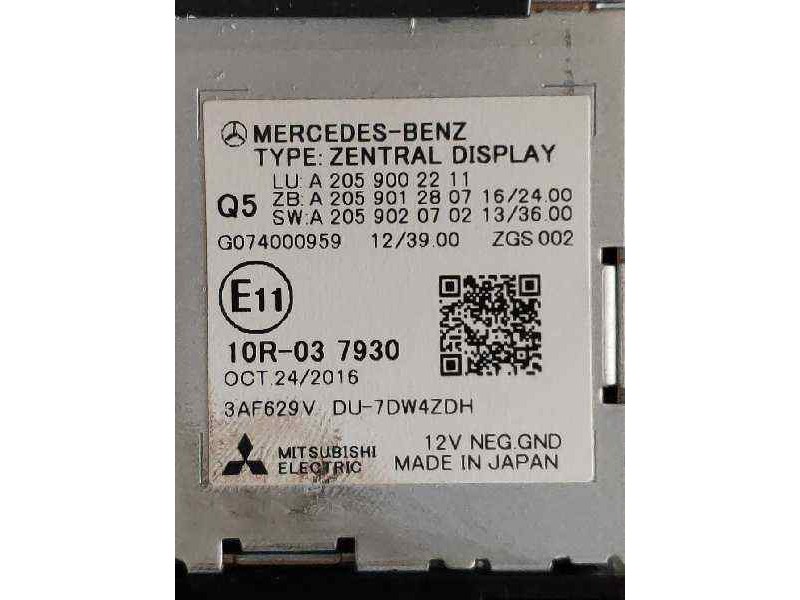 MERCEDES-BENZ
TYPE: ZENTRAL DISPLAY
LU: A 205 900 22 11
Q5 ZB: A 205 901 28 07 16/24.00
SW: A 205 902 07 02 13/36.00
G074000959 12/39.00 ZGS 002
E11
10R-03 7930
OCT.24/2016
3AF629V DU-7DW4ZDH
MITSUBISHI 12V NEG.GND
ELECTRIC MADE IN JAPAN